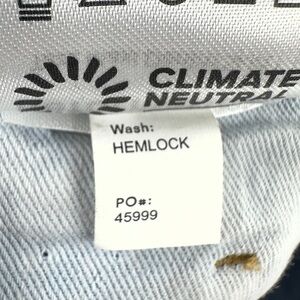 CLIMATE
NEUTRAL
Wash:
HEMLOCK
PO#:
45999